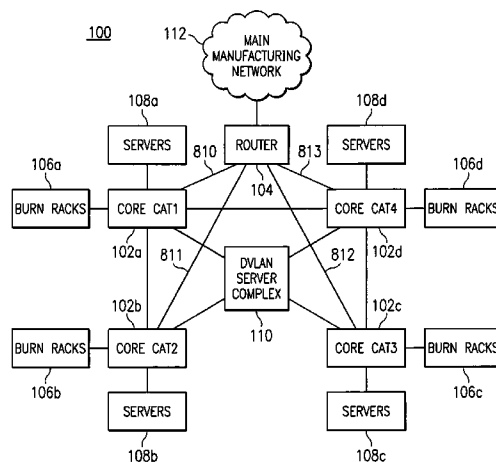 100
112
MAIN
MANUFACTURING
NETWORK
108a
108d
SERVERS
ROUTER
SERVERS
810
813
104
106a
106d
BURN RACKS
CORE CAT1
CORE CAT4
BURN RACKS
102a
102d
811
812
DVLAN
SERVER
COMPLEX
102b
102c
110
BURN RACKS
CORE CAT2
CORE CAT3
BURN RACKS
106b
106c
SERVERS
SERVERS
108b
108c